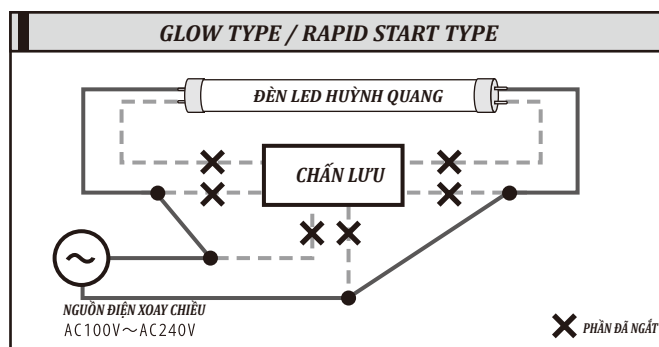 GLOW TYPE / RAPID START TYPE
ĐÈN LED HUỲNH QUANG
CHẤN LƯU
NGUỒN ĐIỆN XOAY CHIỀU
AC100V～AC240V
PHẦN ĐÃ NGẮT